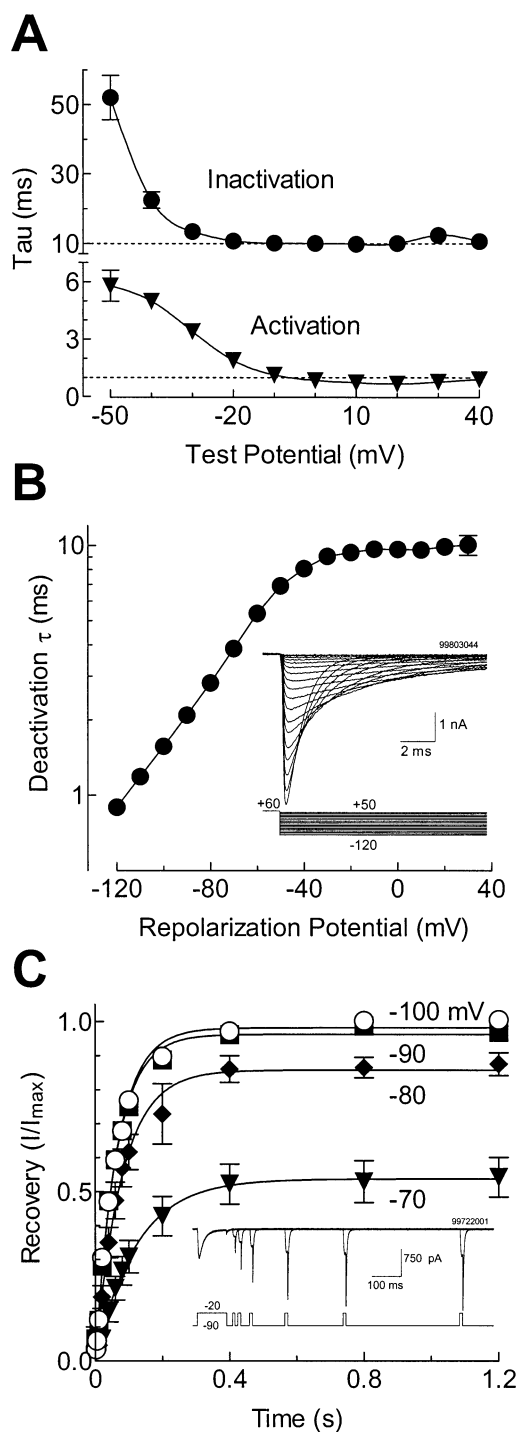 A
50
30
10
6
3
0
Tau (ms)
Inactivation
Activation
-50 -20 10 40
Test Potential (mV)
B
10
1
Deactivation τ (ms)
99803044
1 nA
2 ms
+60 +50
-120
-120 -80 -40 0 40
Repolarization Potential (mV)
C
1.0
0.5
0.0
Recovery (I/Imax)
-100 mV
-90
-80
-70
99722001
750 pA
100 ms
-20
-90
0 0.4 0.8 1.2
Time (s)